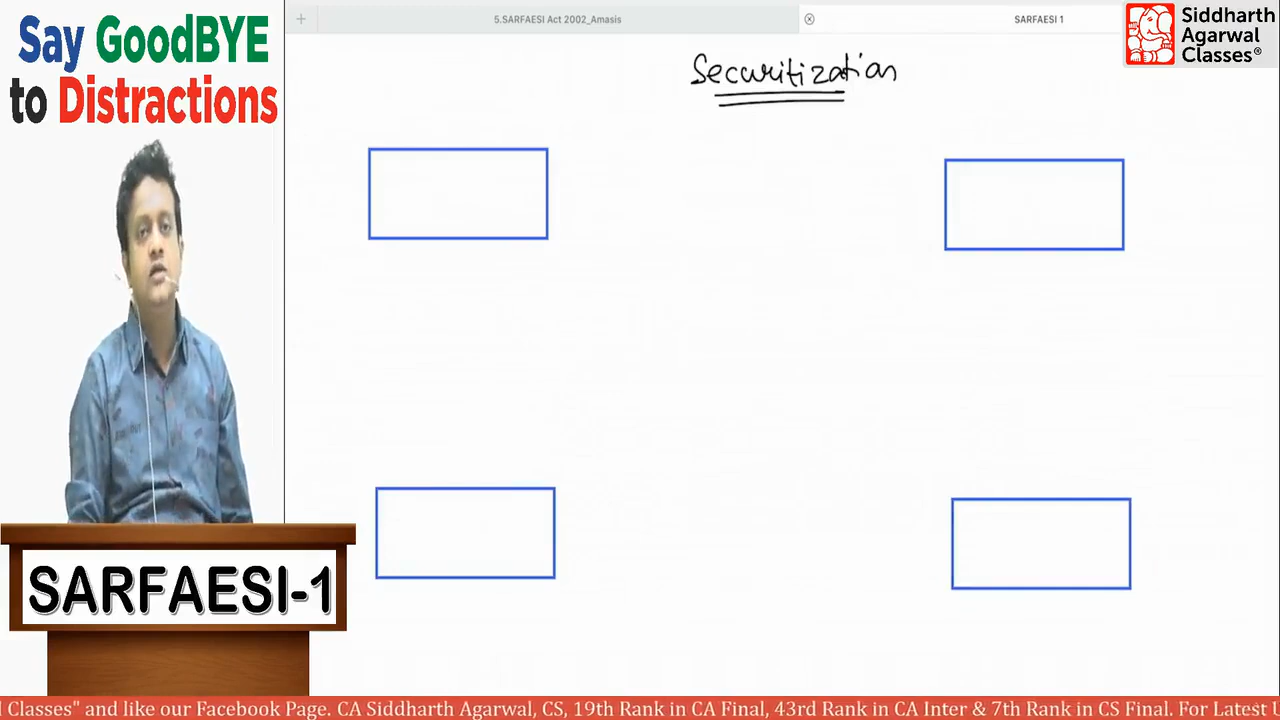 Say GoodBYE
to Distractions
5.SARFAESI Act 2002_Amasis
SARFAESI 1
Siddharth
Agarwal
Classes®
Securitization
SARFAESI-1
Classes" and like our Facebook Page. CA Siddharth Agarwal, CS, 19th Rank in CA Final, 43rd Rank in CA Inter & 7th Rank in CS Final. For Latest